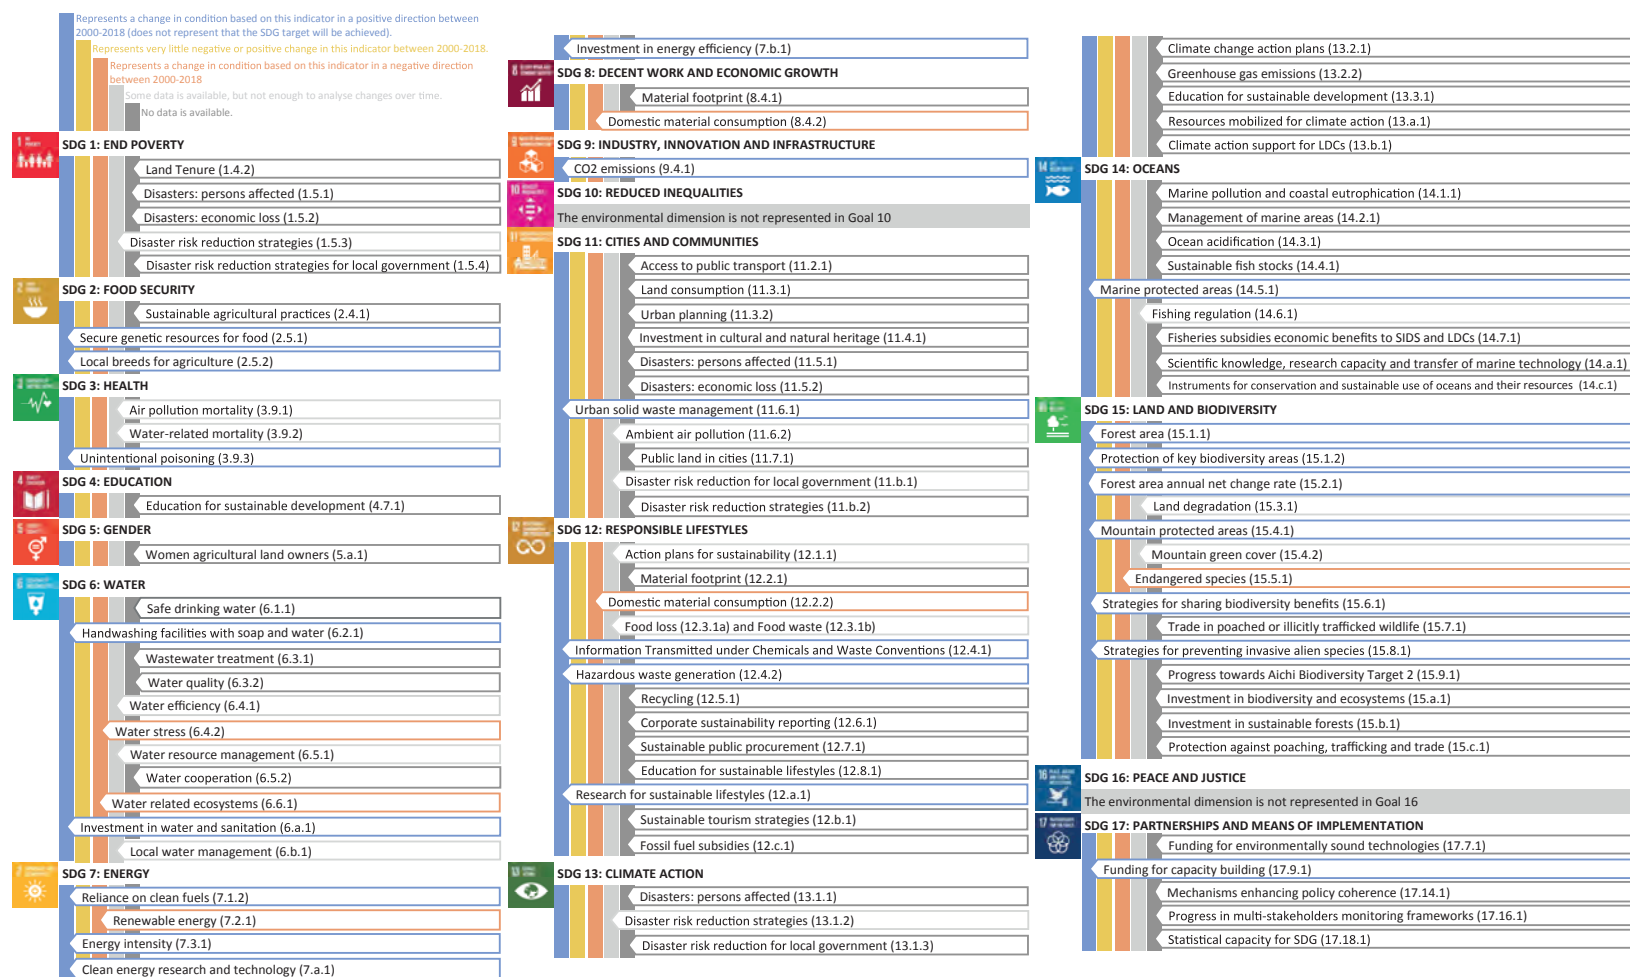 Represents a change in condition based on this indicator in a positive direction between
2000-2018 (does not represent that the SDG target will be achieved).
Represents very little negative or positive change in this indicator between 2000-2018.
Represents a change in condition based on this indicator in a negative direction
between 2000-2018
Some data is available, but not enough to analyse changes over time.
No data is available.
SDG 1: END POVERTY
Land Tenure (1.4.2)
Disasters: persons affected (1.5.1)
Disasters: economic loss (1.5.2)
Disaster risk reduction strategies (1.5.3)
Disaster risk reduction strategies for local government (1.5.4)
SDG 2: FOOD SECURITY
Sustainable agricultural practices (2.4.1)
Secure genetic resources for food (2.5.1)
Local breeds for agriculture (2.5.2)
SDG 3: HEALTH
Air pollution mortality (3.9.1)
Water-related mortality (3.9.2)
Unintentional poisoning (3.9.3)
SDG 4: EDUCATION
Education for sustainable development (4.7.1)
SDG 5: GENDER
Women agricultural land owners (5.a.1)
SDG 6: WATER
Safe drinking water (6.1.1)
Handwashing facilities with soap and water (6.2.1)
Wastewater treatment (6.3.1)
Water quality (6.3.2)
Water efficiency (6.4.1)
Water stress (6.4.2)
Water resource management (6.5.1)
Water cooperation (6.5.2)
Water related ecosystems (6.6.1)
Investment in water and sanitation (6.a.1)
Local water management (6.b.1)
SDG 7: ENERGY
Reliance on clean fuels (7.1.2)
Renewable energy (7.2.1)
Energy intensity (7.3.1)
Clean energy research and technology (7.a.1)
Investment in energy efficiency (7.b.1)
SDG 8: DECENT WORK AND ECONOMIC GROWTH
Material footprint (8.4.1)
Domestic material consumption (8.4.2)
SDG 9: INDUSTRY, INNOVATION AND INFRASTRUCTURE
CO2 emissions (9.4.1)
SDG 10: REDUCED INEQUALITIES
The environmental dimension is not represented in Goal 10
SDG 11: CITIES AND COMMUNITIES
Access to public transport (11.2.1)
Land consumption (11.3.1)
Urban planning (11.3.2)
Investment in cultural and natural heritage (11.4.1)
Disasters: persons affected (11.5.1)
Disasters: economic loss (11.5.2)
Urban solid waste management (11.6.1)
Ambient air pollution (11.6.2)
Public land in cities (11.7.1)
Disaster risk reduction for local government (11.b.1)
Disaster risk reduction strategies (11.b.2)
SDG 12: RESPONSIBLE LIFESTYLES
Action plans for sustainability (12.1.1)
Material footprint (12.2.1)
Domestic material consumption (12.2.2)
Food loss (12.3.1a) and Food waste (12.3.1b)
Information Transmitted under Chemicals and Waste Conventions (12.4.1)
Hazardous waste generation (12.4.2)
Recycling (12.5.1)
Corporate sustainability reporting (12.6.1)
Sustainable public procurement (12.7.1)
Education for sustainable lifestyles (12.8.1)
Research for sustainable lifestyles (12.a.1)
Sustainable tourism strategies (12.b.1)
Fossil fuel subsidies (12.c.1)
SDG 13: CLIMATE ACTION
Disasters: persons affected (13.1.1)
Disaster risk reduction strategies (13.1.2)
Disaster risk reduction for local government (13.1.3)
Climate change action plans (13.2.1)
Greenhouse gas emissions (13.2.2)
Education for sustainable development (13.3.1)
Resources mobilized for climate action (13.a.1)
Climate action support for LDCs (13.b.1)
SDG 14: OCEANS
Marine pollution and coastal eutrophication (14.1.1)
Management of marine areas (14.2.1)
Ocean acidification (14.3.1)
Sustainable fish stocks (14.4.1)
Marine protected areas (14.5.1)
Fishing regulation (14.6.1)
Fisheries subsidies economic benefits to SIDS and LDCs (14.7.1)
Scientific knowledge, research capacity and transfer of marine technology (14.a.1)
Instruments for conservation and sustainable use of oceans and their resources (14.c.1)
SDG 15: LAND AND BIODIVERSITY
Forest area (15.1.1)
Protection of key biodiversity areas (15.1.2)
Forest area annual net change rate (15.2.1)
Land degradation (15.3.1)
Mountain protected areas (15.4.1)
Mountain green cover (15.4.2)
Endangered species (15.5.1)
Strategies for sharing biodiversity benefits (15.6.1)
Trade in poached or illicitly trafficked wildlife (15.7.1)
Strategies for preventing invasive alien species (15.8.1)
Progress towards Aichi Biodiversity Target 2 (15.9.1)
Investment in biodiversity and ecosystems (15.a.1)
Investment in sustainable forests (15.b.1)
Protection against poaching, trafficking and trade (15.c.1)
SDG 16: PEACE AND JUSTICE
The environmental dimension is not represented in Goal 16
SDG 17: PARTNERSHIPS AND MEANS OF IMPLEMENTATION
Funding for environmentally sound technologies (17.7.1)
Funding for capacity building (17.9.1)
Mechanisms enhancing policy coherence (17.14.1)
Progress in multi-stakeholders monitoring frameworks (17.16.1)
Statistical capacity for SDG (17.18.1)